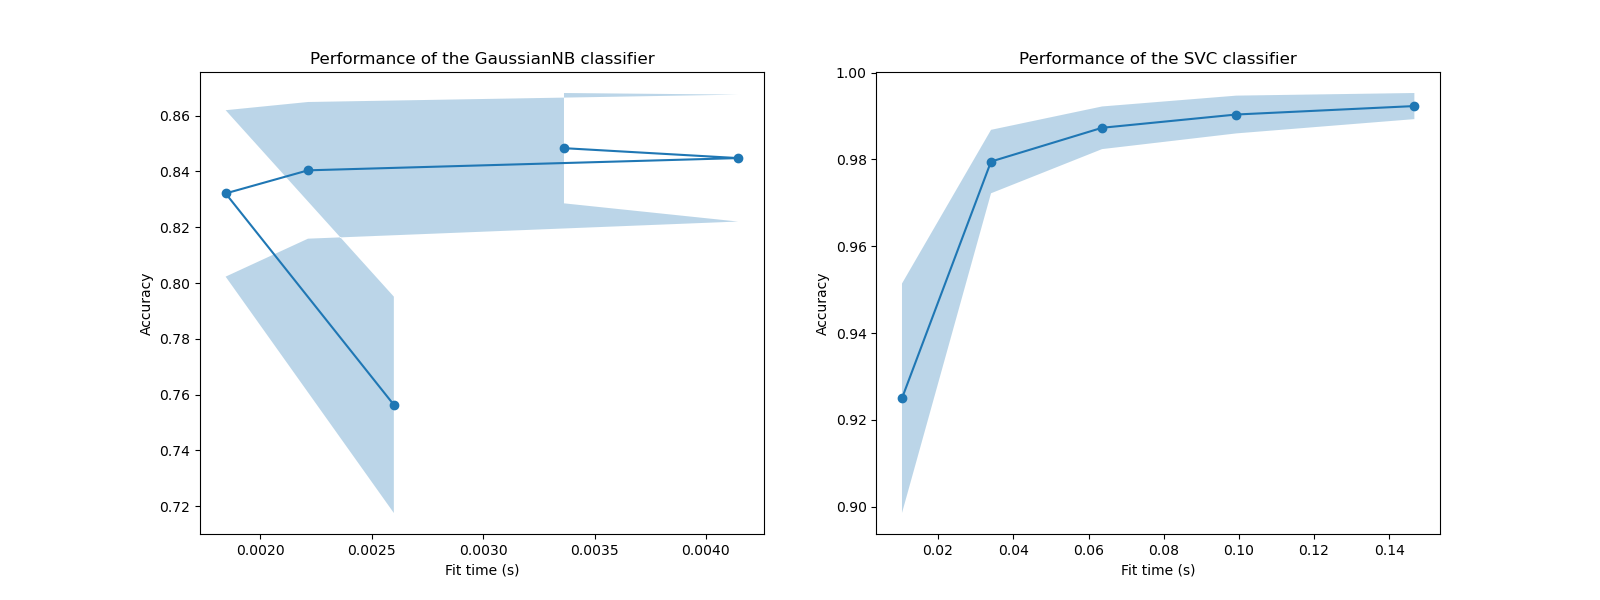 Performance of the GaussianNB classifier
0.86
0.84
0.82
0.80
0.78
0.76
0.74
0.72
Accuracy
0.0020 0.0025 0.0030 0.0035 0.0040
Fit time (s)
Performance of the SVC classifier
1.00
0.98
0.96
0.94
0.92
0.90
Accuracy
0.02 0.04 0.06 0.08 0.10 0.12 0.14
Fit time (s)